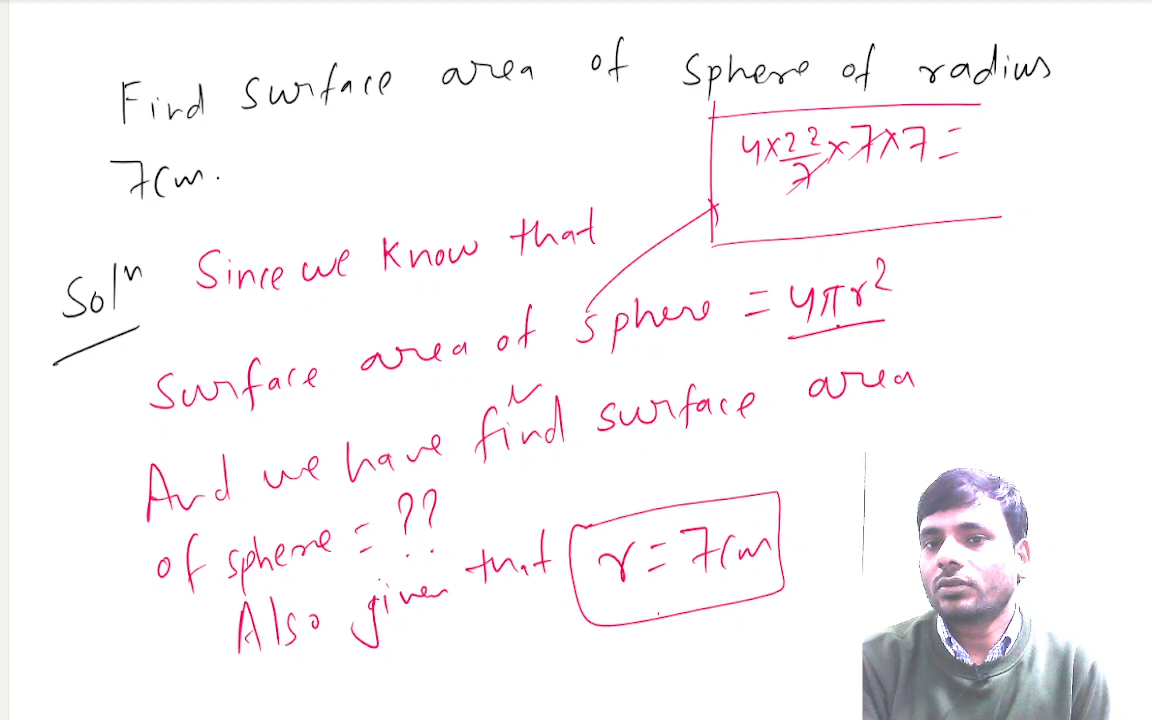 Find surface area of sphere of radius
7cm.
4×22/7×7×7=
Solⁿ Since we know that
Surface area of sphere = 4πr²
And we have find surface area
of sphere = ??
Also given that r = 7cm